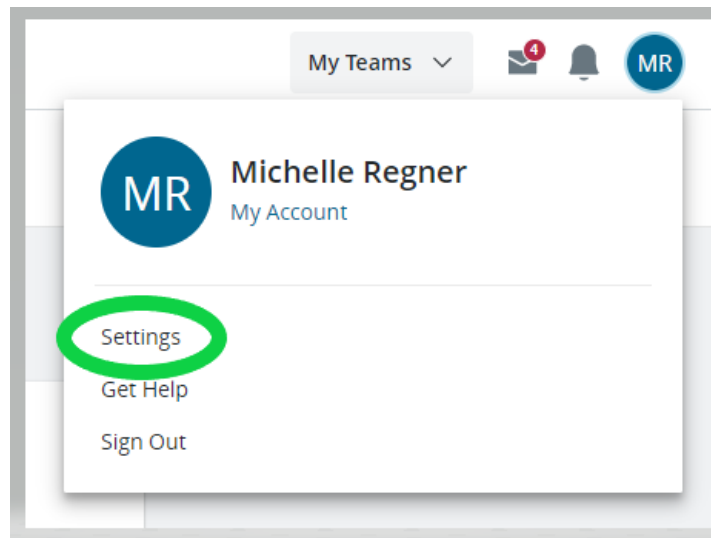 My Teams
4
MR
MR
Michelle Regner
My Account
Settings
Get Help
Sign Out